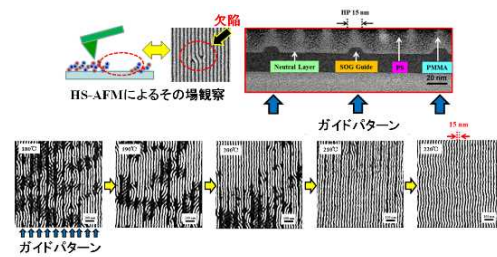 欠陥
HP 15 nm
Neutral Layer
SOG Guide
PS
PMMA
20 nm
HS-AFMによるその場観察
ガイドパターン
15 nm
180℃
190℃
200℃
210℃
220℃
ガイドパターン